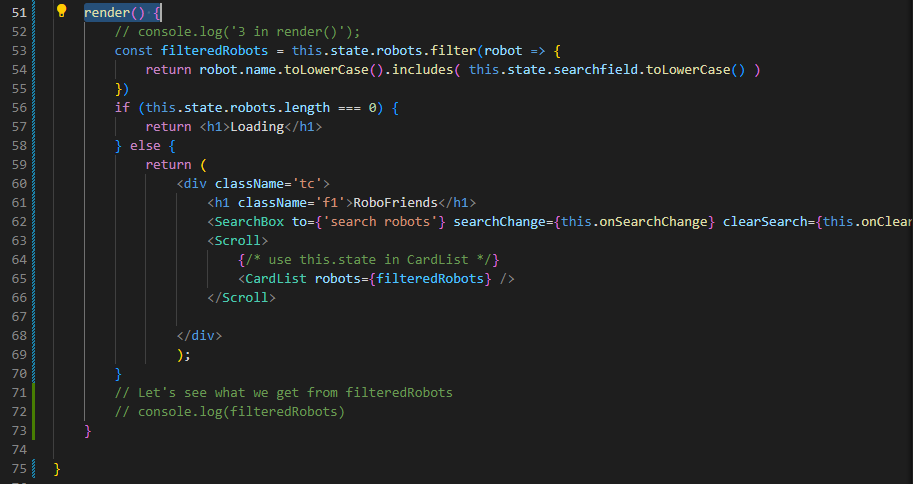 51 render() {
52 // console.log('3 in render()');
53 const filteredRobots = this.state.robots.filter(robot => {
54 return robot.name.toLowerCase().includes( this.state.searchfield.toLowerCase() )
55 })
56 if (this.state.robots.length === 0) {
57 return <h1>Loading</h1>
58 } else {
59 return (
60 <div className='tc'>
61 <h1 className='f1'>RoboFriends</h1>
62 <SearchBox to={'search robots'} searchChange={this.onSearchChange} clearSearch={this.onClear
63 <Scroll>
64 {/* use this.state in CardList */}
65 <CardList robots={filteredRobots} />
66 </Scroll>
67
68 </div>
69 );
70 }
71 // Let's see what we get from filteredRobots
72 // console.log(filteredRobots)
73 }
74
75 }